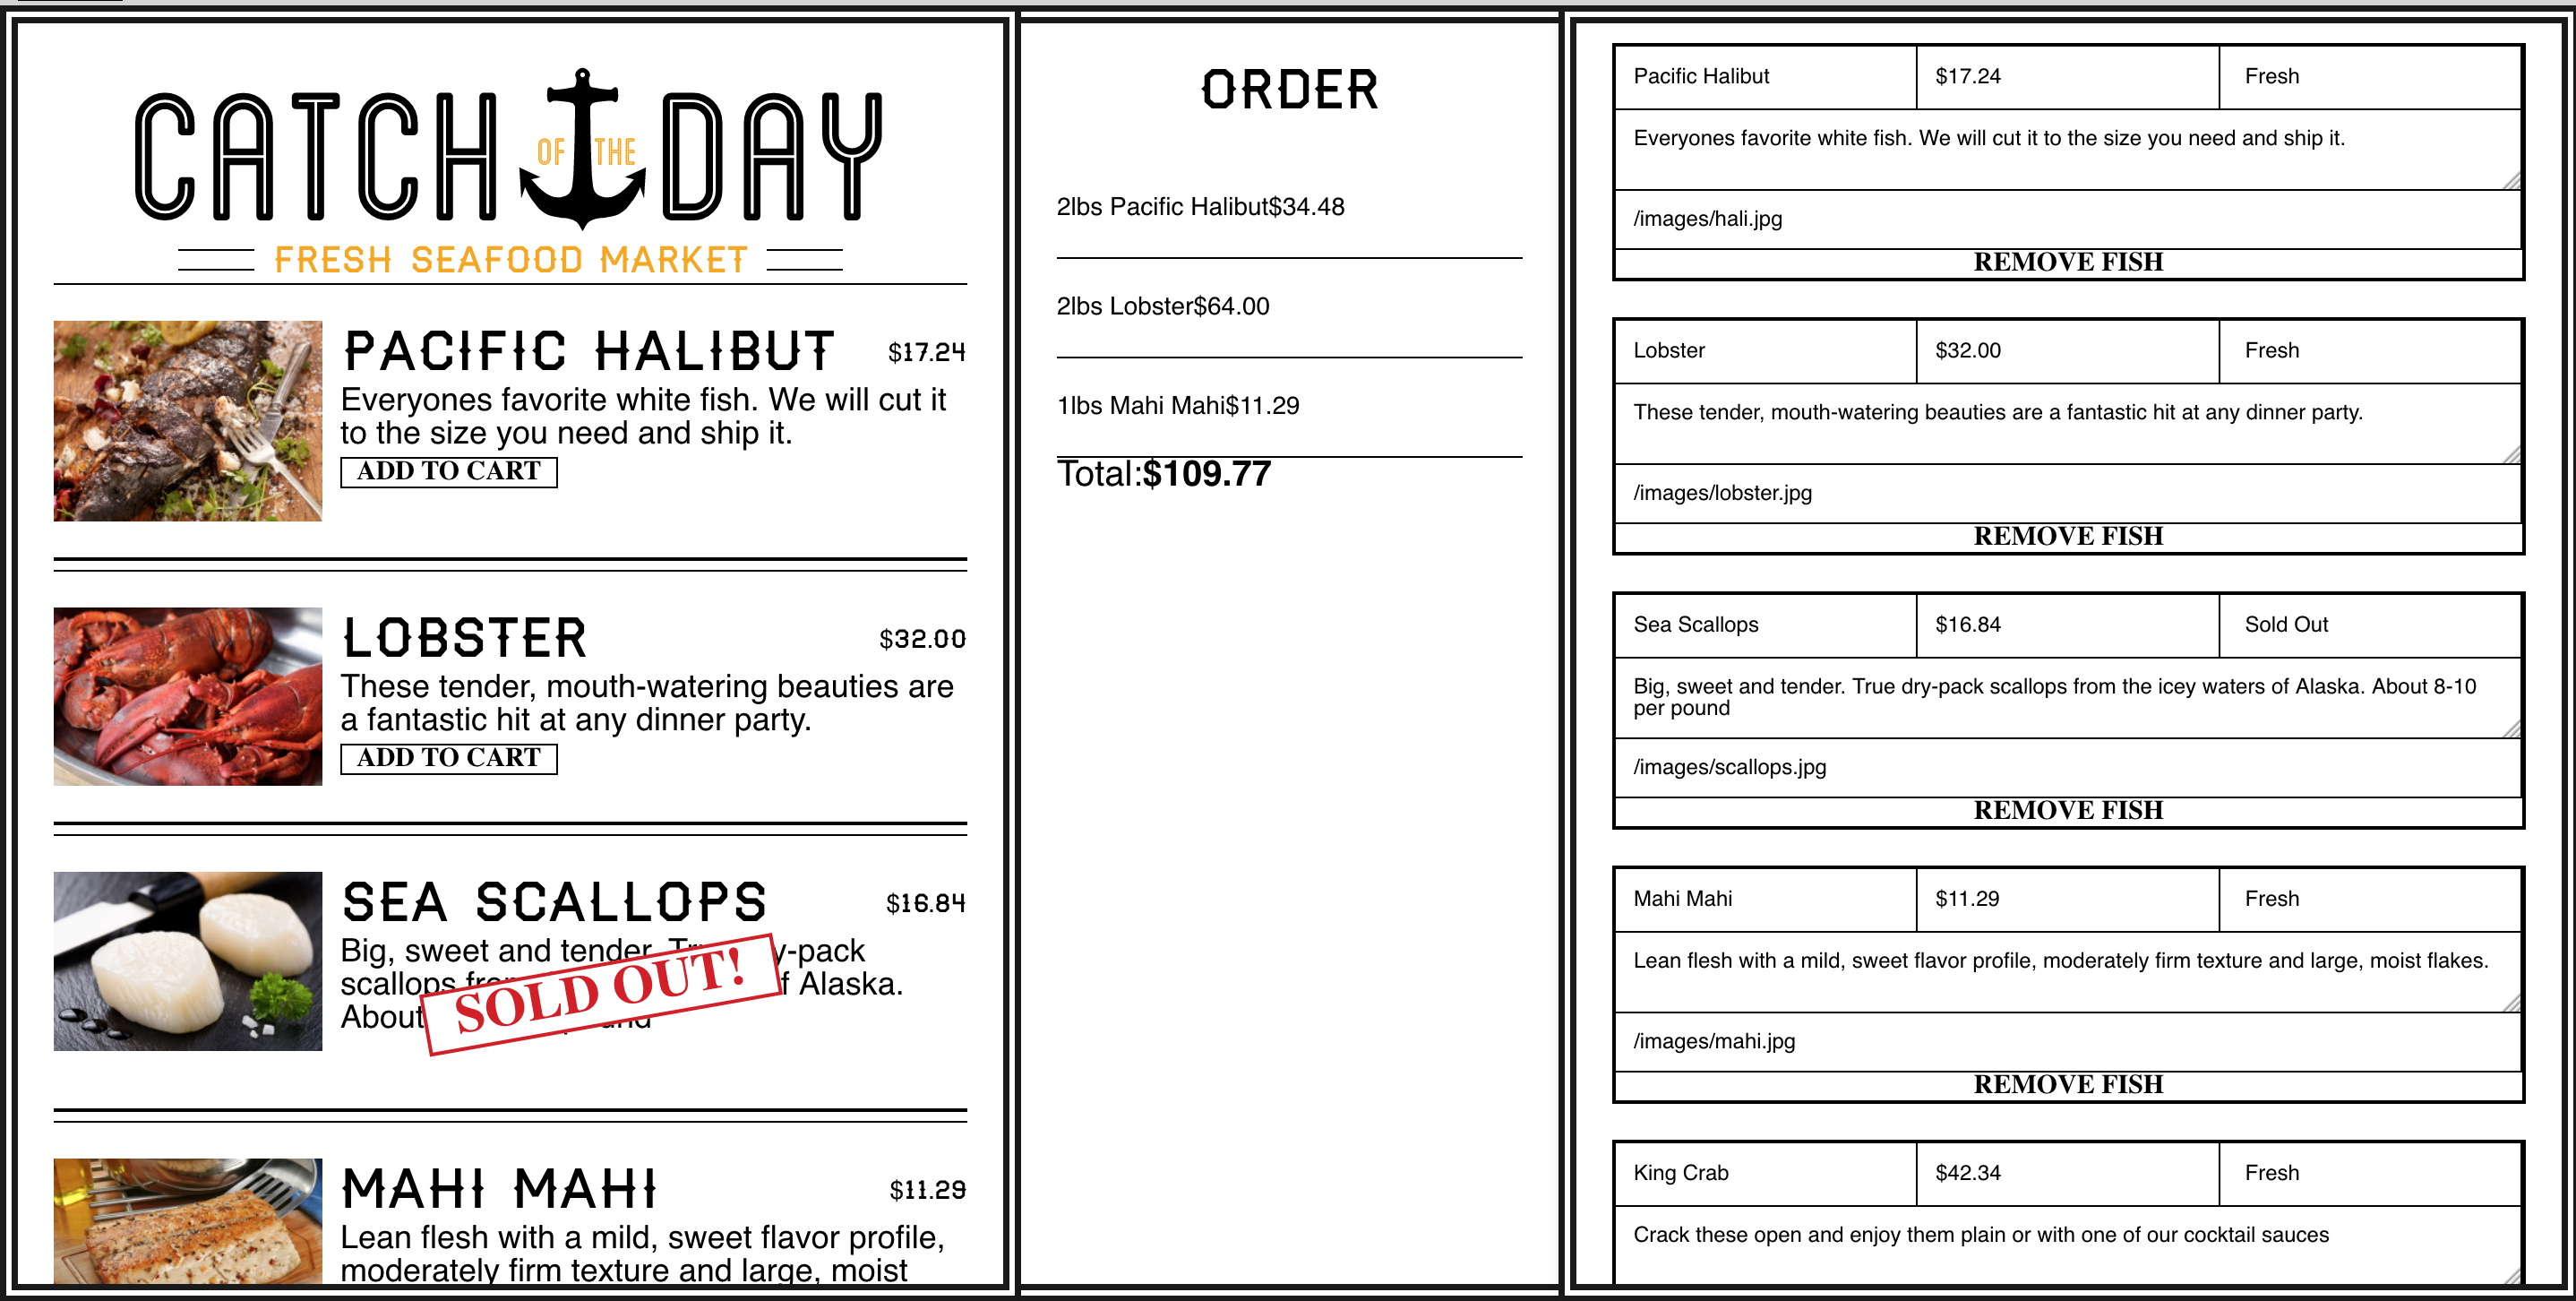 CATCH OF THE DAY
FRESH SEAFOOD MARKET
PACIFIC HALIBUT $17.24
Everyones favorite white fish. We will cut it
to the size you need and ship it.
ADD TO CART
LOBSTER $32.00
These tender, mouth-watering beauties are
a fantastic hit at any dinner party.
ADD TO CART
SEA SCALLOPS $16.84
Big, sweet and tender. y-pack
scallops f Alaska.
About
SOLD OUT!
MAHI MAHI $11.29
Lean flesh with a mild, sweet flavor profile,
moderately firm texture and large, moist
ORDER
2lbs Pacific Halibut$34.48
2lbs Lobster$64.00
1lbs Mahi Mahi$11.29
Total:$109.77
Pacific Halibut $17.24 Fresh
Everyones favorite white fish. We will cut it to the size you need and ship it.
/images/hali.jpg
REMOVE FISH
Lobster $32.00 Fresh
These tender, mouth-watering beauties are a fantastic hit at any dinner party.
/images/lobster.jpg
REMOVE FISH
Sea Scallops $16.84 Sold Out
Big, sweet and tender. True dry-pack scallops from the icey waters of Alaska. About 8-10
per pound
/images/scallops.jpg
REMOVE FISH
Mahi Mahi $11.29 Fresh
Lean flesh with a mild, sweet flavor profile, moderately firm texture and large, moist flakes.
/images/mahi.jpg
REMOVE FISH
King Crab $42.34 Fresh
Crack these open and enjoy them plain or with one of our cocktail sauces